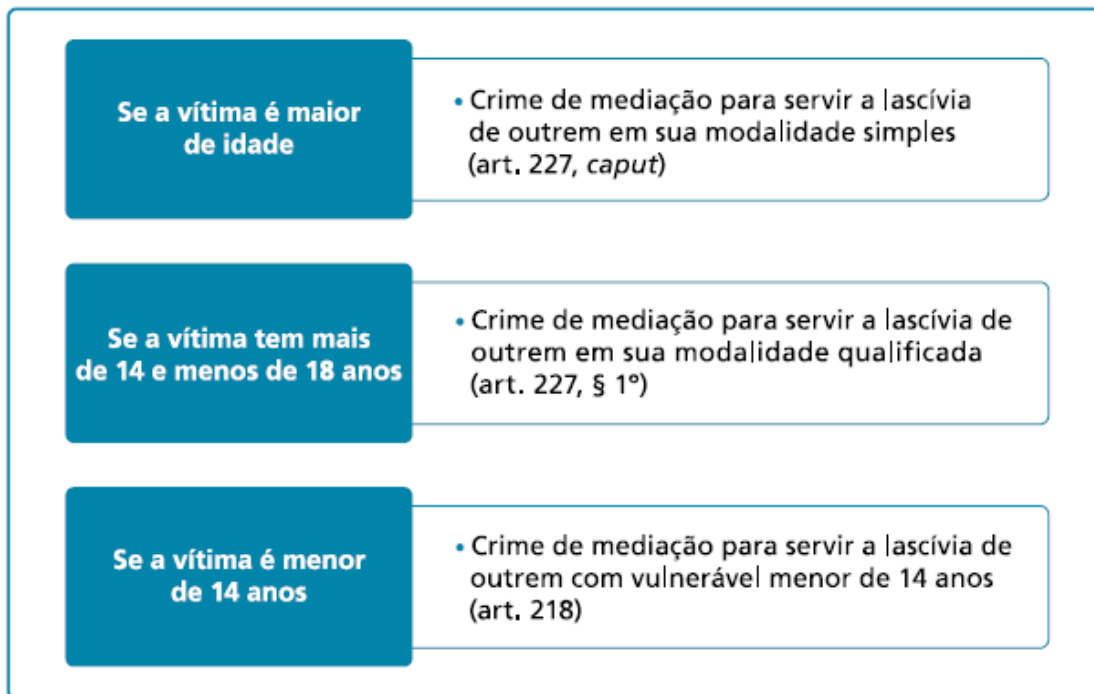 Se a vítima é maior
de idade
• Crime de mediação para servir a lascívia
de outrem em sua modalidade simples
(art. 227, caput)
Se a vítima tem mais
de 14 e menos de 18 anos
• Crime de mediação para servir a lascívia de
outrem em sua modalidade qualificada
(art. 227, § 1º)
Se a vítima é menor
de 14 anos
• Crime de mediação para servir a lascívia de
outrem com vulnerável menor de 14 anos
(art. 218)